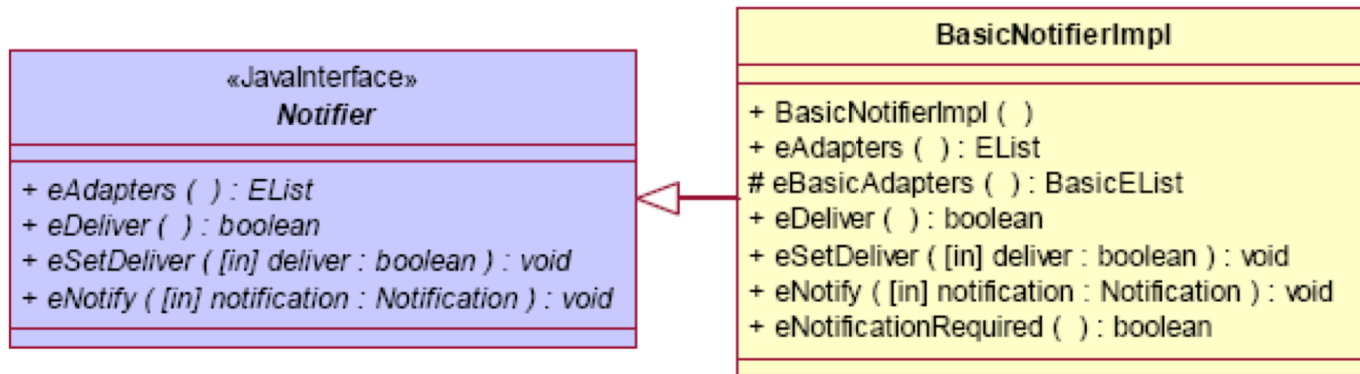 «JavaInterface»
Notifier
+ eAdapters ( ) : EList
+ eDeliver ( ) : boolean
+ eSetDeliver ( [in] deliver : boolean ) : void
+ eNotify ( [in] notification : Notification ) : void
BasicNotifierImpl
+ BasicNotifierImpl ( )
+ eAdapters ( ) : EList
# eBasicAdapters ( ) : BasicEList
+ eDeliver ( ) : boolean
+ eSetDeliver ( [in] deliver : boolean ) : void
+ eNotify ( [in] notification : Notification ) : void
+ eNotificationRequired ( ) : boolean